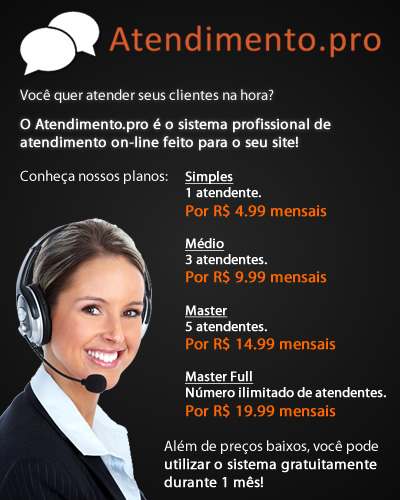 Atendimento.pro
Você quer atender seus clientes na hora?
O Atendimento.pro é o sistema profissional de
atendimento on-line feito para o seu site!
Conheça nossos planos:
Simples
1 atendente.
Por R$ 4.99 mensais
Médio
3 atendentes.
Por R$ 9.99 mensais
Master
5 atendentes.
Por R$ 14.99 mensais
Master Full
Número ilimitado de atendentes.
Por R$ 19.99 mensais
Além de preços baixos, você pode
utilizar o sistema gratuitamente
durante 1 mês!